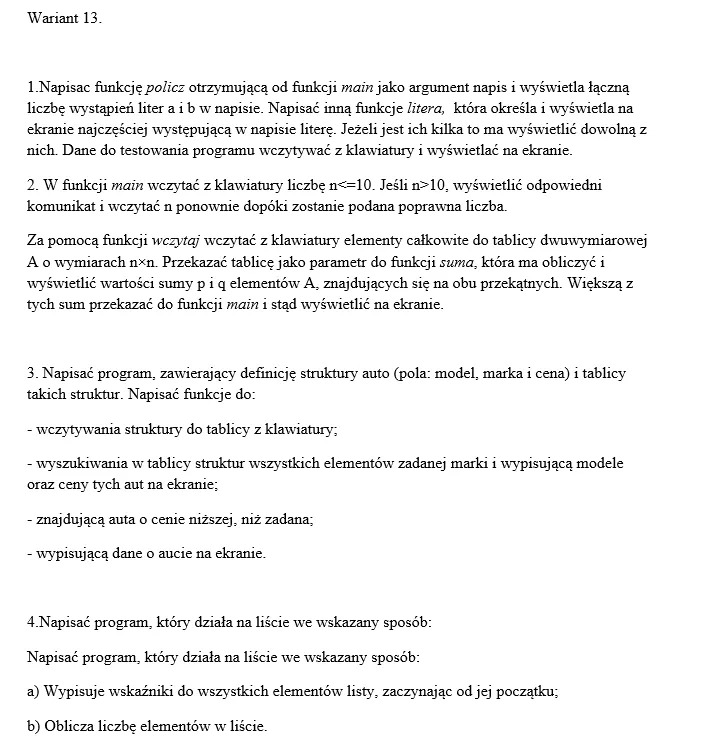 Wariant 13.
1.Napisac funkcję policz otrzymującą od funkcji main jako argument napis i wyświetla łączną
liczbę wystąpień liter a i b w napisie. Napisać inną funkcje litera, która określa i wyświetla na
ekranie najczęściej występującą w napisie literę. Jeżeli jest ich kilka to ma wyświetlić dowolną z
nich. Dane do testowania programu wczytywać z klawiatury i wyświetlać na ekranie.
2. W funkcji main wczytać z klawiatury liczbę n<=10. Jeśli n>10, wyświetlić odpowiedni
komunikat i wczytać n ponownie dopóki zostanie podana poprawna liczba.
Za pomocą funkcji wczytaj wczytać z klawiatury elementy całkowite do tablicy dwuwymiarowej
A o wymiarach n×n. Przekazać tablicę jako parametr do funkcji suma, która ma obliczyć i
wyświetlić wartości sumy p i q elementów A, znajdujących się na obu przekątnych. Większą z
tych sum przekazać do funkcji main i stąd wyświetlić na ekranie.
3. Napisać program, zawierający definicję struktury auto (pola: model, marka i cena) i tablicy
takich struktur. Napisać funkcje do:
- wczytywania struktury do tablicy z klawiatury;
- wyszukiwania w tablicy struktur wszystkich elementów zadanej marki i wypisującą modele
oraz ceny tych aut na ekranie;
- znajdującą auta o cenie niższej, niż zadana;
- wypisującą dane o aucie na ekranie.
4.Napisać program, który działa na liście we wskazany sposób:
Napisać program, który działa na liście we wskazany sposób:
a) Wypisuje wskaźniki do wszystkich elementów listy, zaczynając od jej początku;
b) Oblicza liczbę elementów w liście.